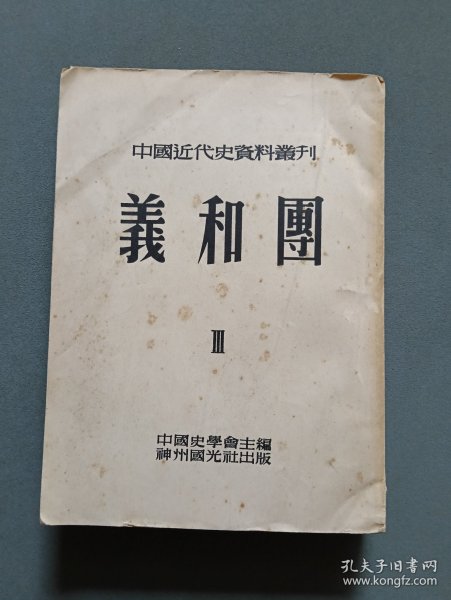 中國近代史資料叢刊
義和團
Ⅲ
中國史學會主編
神州國光社出版
孔夫子旧书网
www.kongfz.com